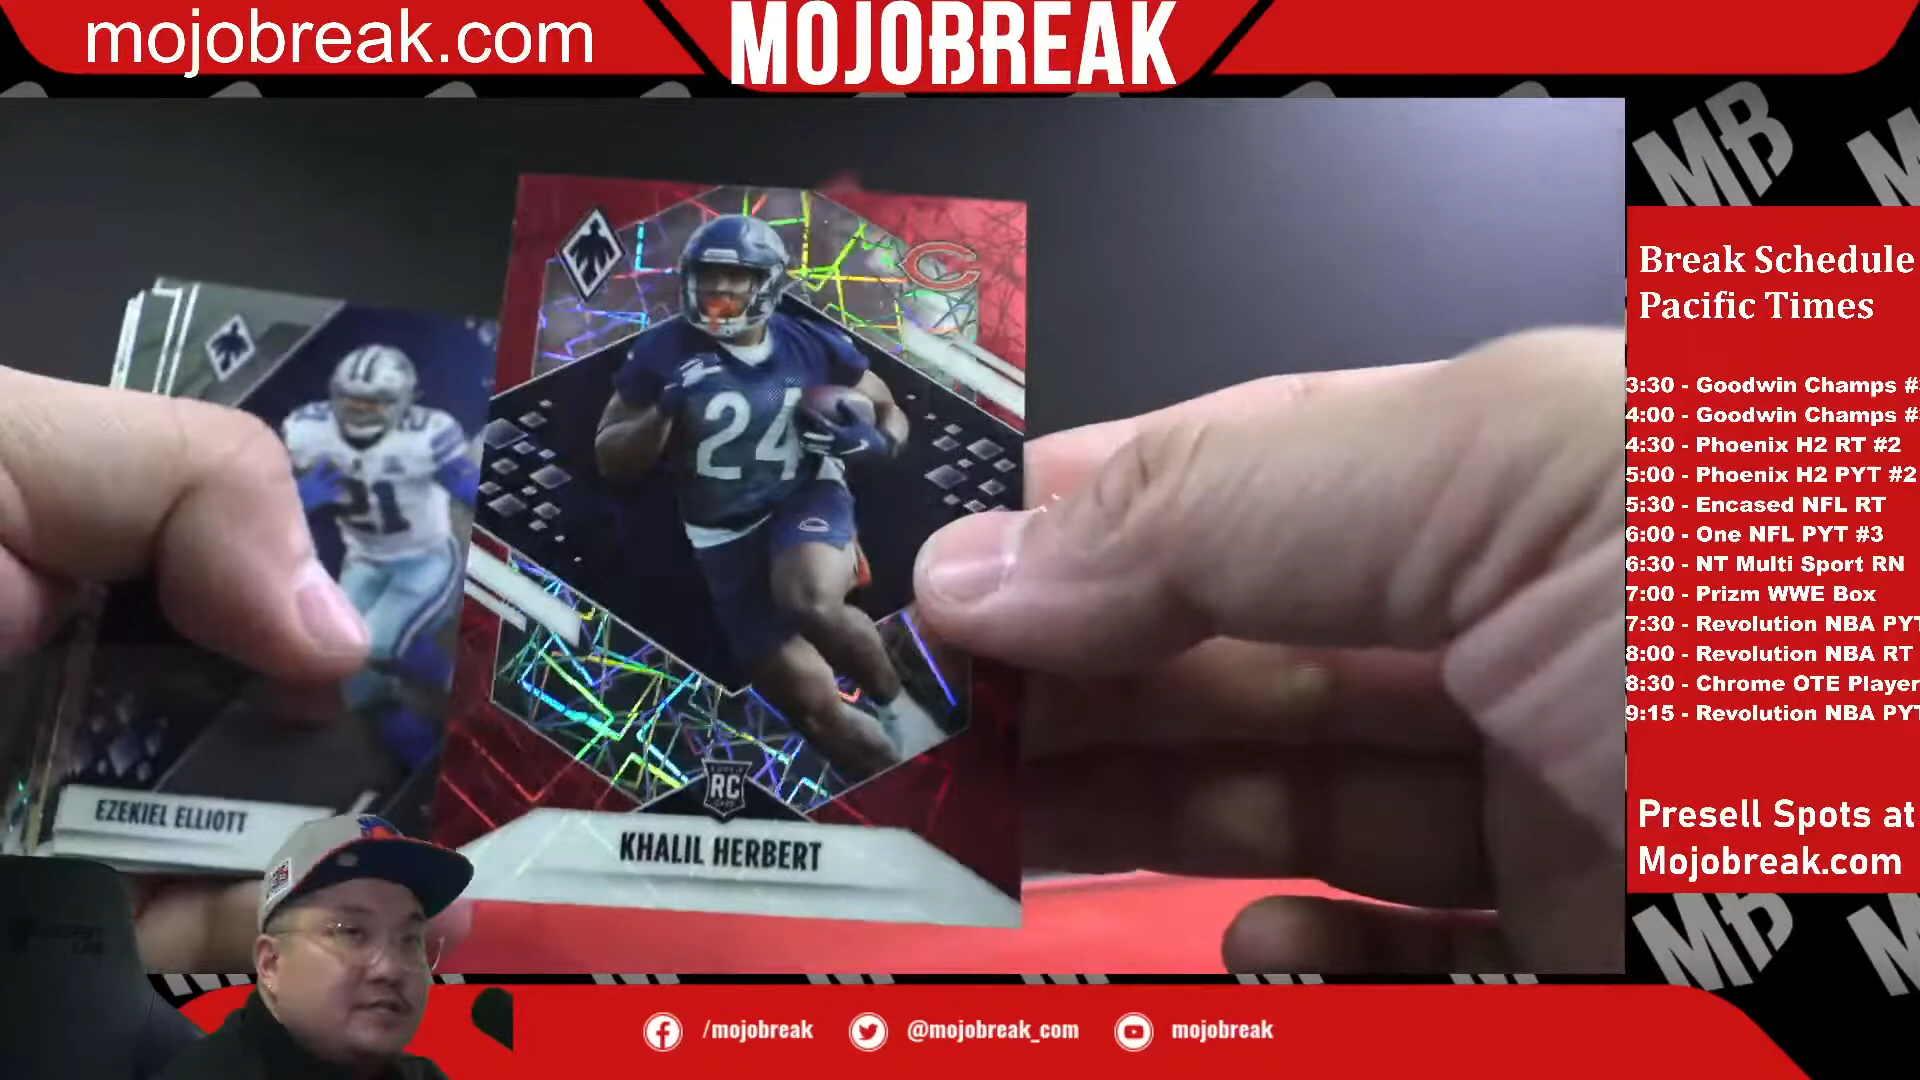 mojobreak.com
MOJOBREAK
Break Schedule
Pacific Times
3:30 - Goodwin Champs #
4:00 - Goodwin Champs #
4:30 - Phoenix H2 RT #2
5:00 - Phoenix H2 PYT #2
5:30 - Encased NFL RT
6:00 - One NFL PYT #3
6:30 - NT Multi Sport RN
7:00 - Prizm WWE Box
7:30 - Revolution NBA PYT
8:00 - Revolution NBA RT
8:30 - Chrome OTE Player
9:15 - Revolution NBA PYT
Presell Spots at
Mojobreak.com
MB
MB
C
24
21
RC
EZEKIEL ELLIOTT
KHALIL HERBERT
/mojobreak
@mojobreak_com
mojobreak